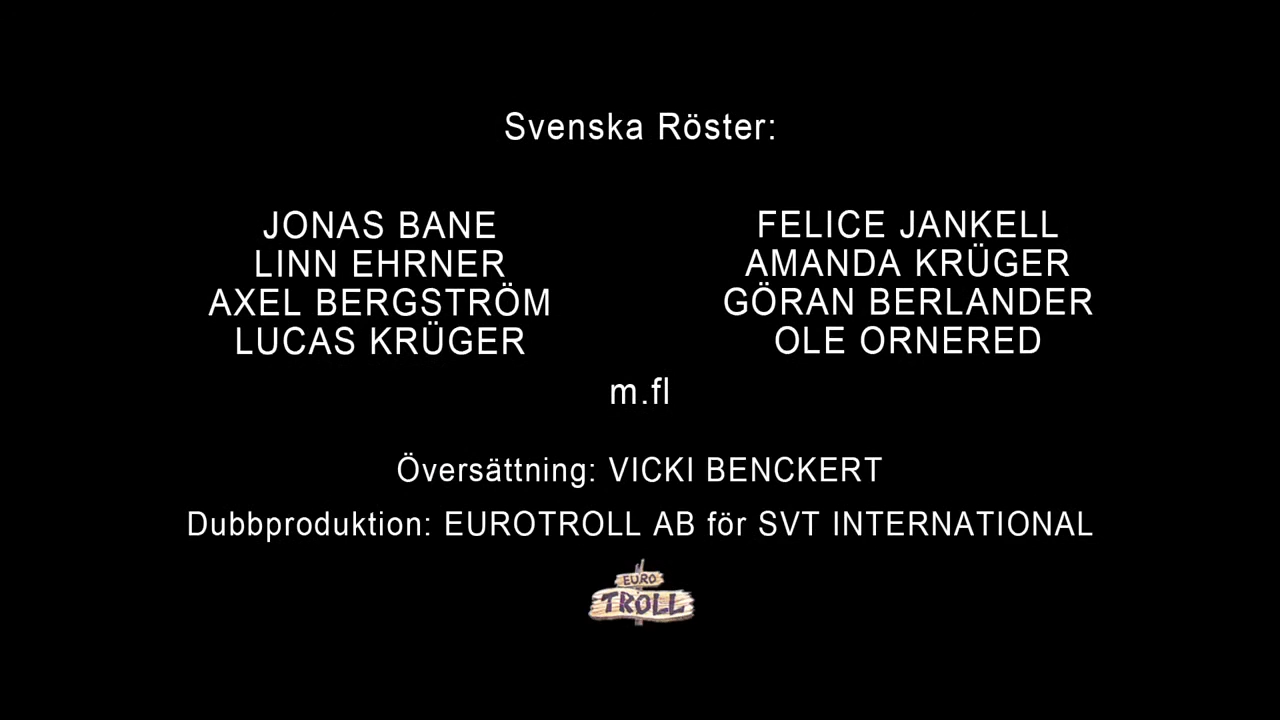 Svenska Röster:
JONAS BANE
LINN EHRNER
AXEL BERGSTRÖM
LUCAS KRÜGER
FELICE JANKELL
AMANDA KRÜGER
GÖRAN BERLANDER
OLE ORNERED
m.fl
Översättning: VICKI BENCKERT
Dubbproduktion: EUROTROLL AB för SVT INTERNATIONAL
EURO
TROLL